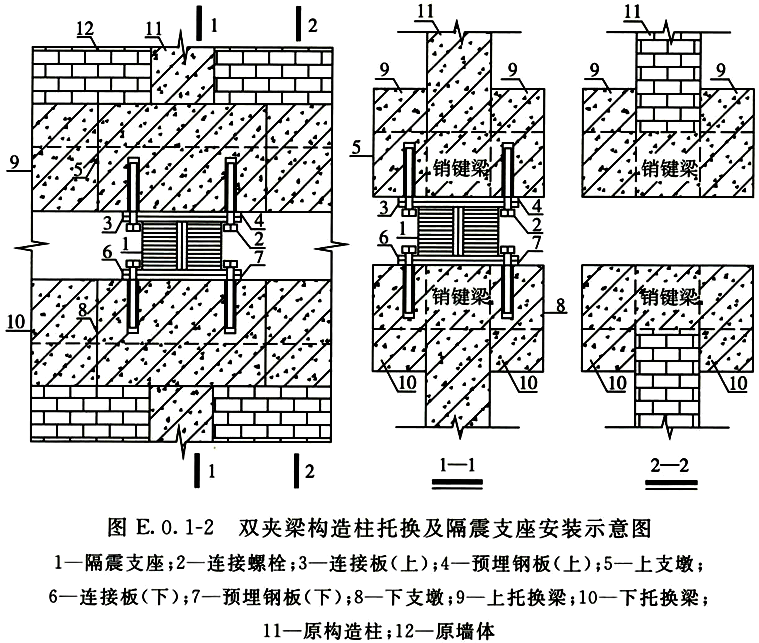 12 11 1 2
11
11
9 9
9 9
9
5
5
销键梁
销键梁
3 4
1 2
6 7
3 4
1 2
6 7
10
8
销键梁
销键梁
8
10 10
10 10
1 2
1—1
2—2
图 E.0.1-2 双夹梁构造柱托换及隔震支座安装示意图
1—隔震支座;2—连接螺栓;3—连接板(上);4—预埋钢板(上);5—上支墩;
6—连接板(下);7—预埋钢板(下);8—下支墩;9—上托换梁;10—下托换梁;
11—原构造柱;12—原墙体